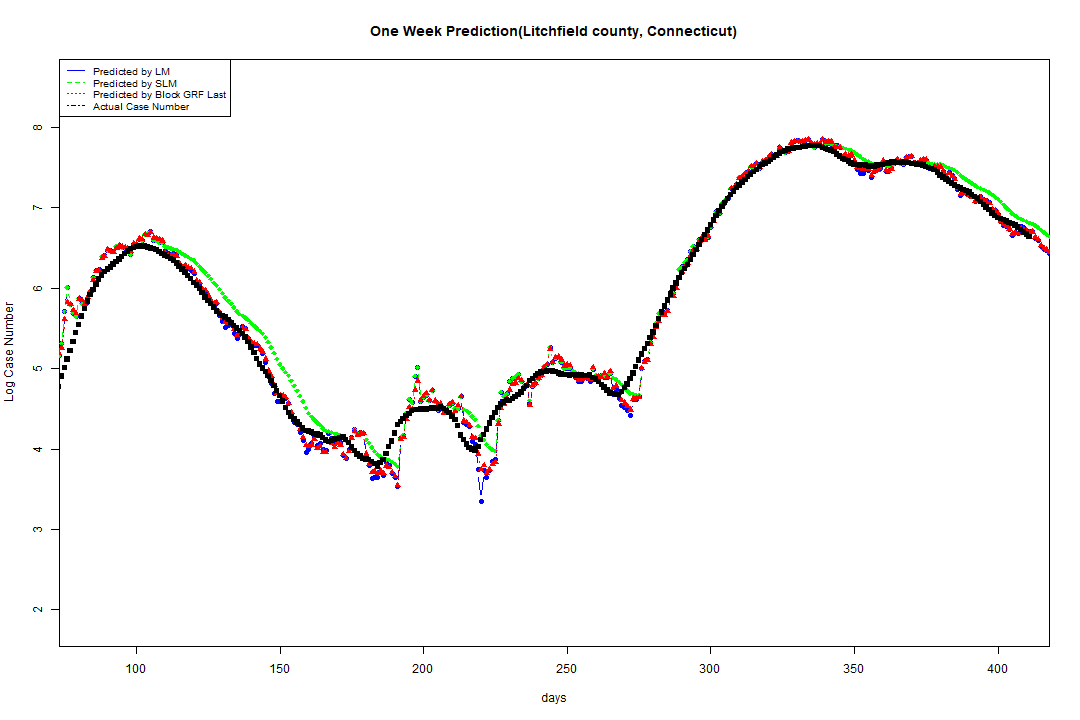 One Week Prediction(Litchfield county, Connecticut)
Predicted by LM
Predicted by SLM
Predicted by Block GRF Last
Actual Case Number
Log Case Number
8
7
6
5
4
3
2
100 150 200 250 300 350 400
days